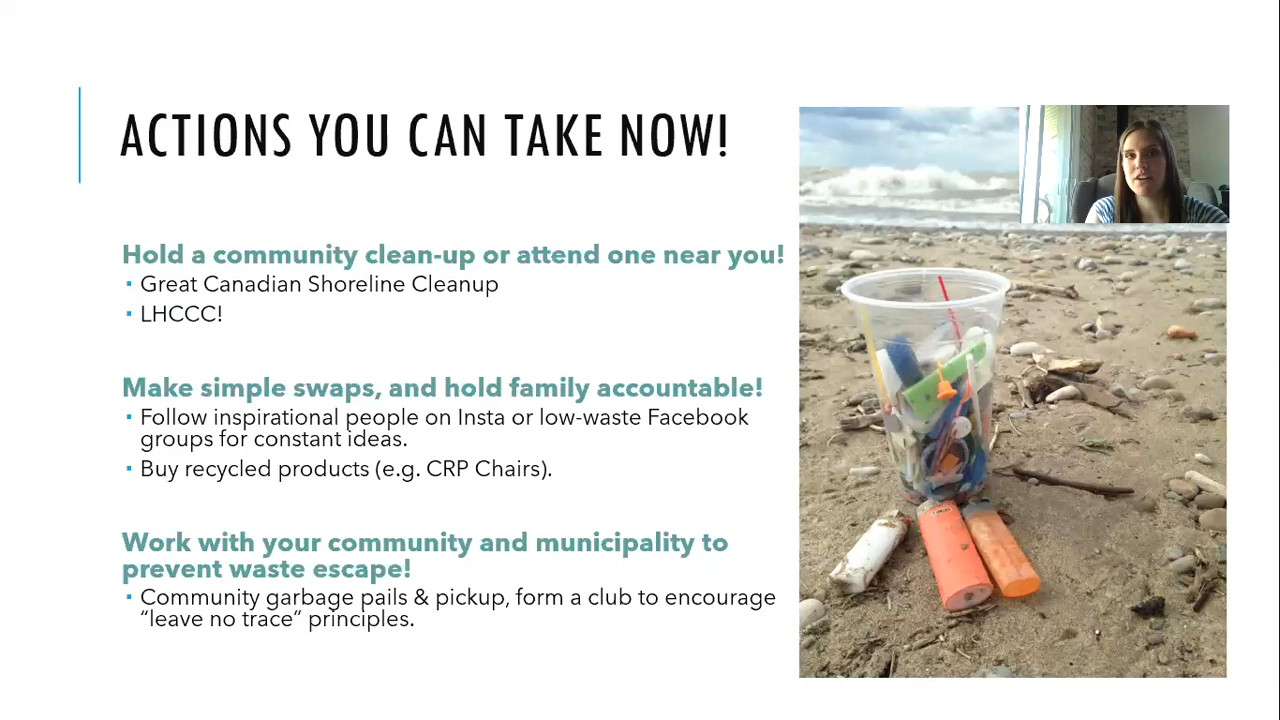 ACTIONS YOU CAN TAKE NOW!
Hold a community clean-up or attend one near you!
▪ Great Canadian Shoreline Cleanup
▪ LHCCC!
Make simple swaps, and hold family accountable!
▪ Follow inspirational people on Insta or low-waste Facebook
groups for constant ideas.
▪ Buy recycled products (e.g. CRP Chairs).
Work with your community and municipality to
prevent waste escape!
▪ Community garbage pails & pickup, form a club to encourage
“leave no trace” principles.